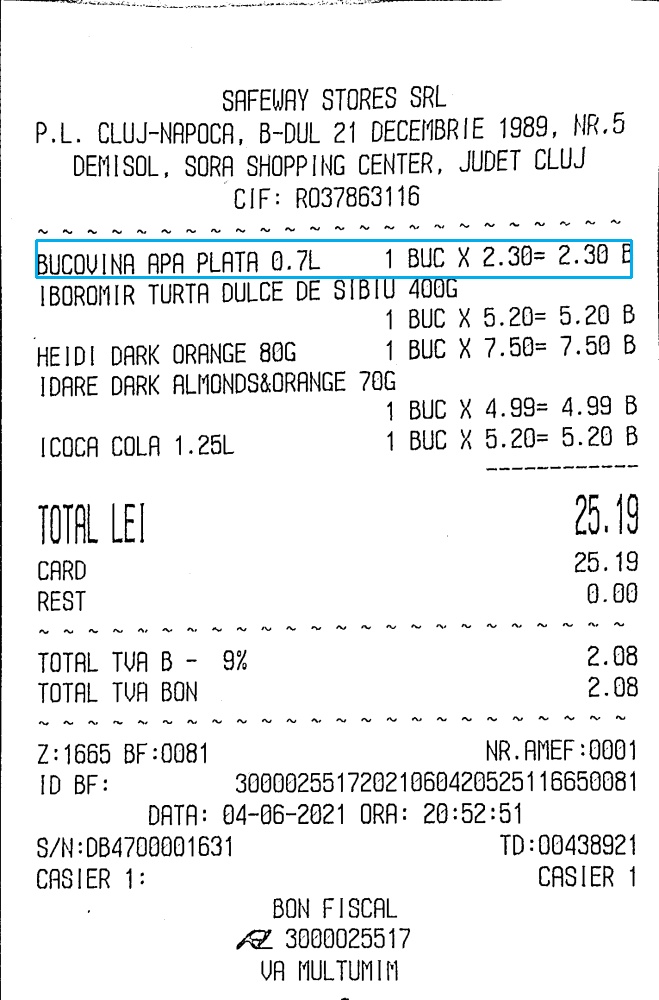 SAFEWAY STORES SRL
P.L. CLUJ-NAPOCA, B-DUL 21 DECEMBRIE 1989, NR.5
DEMISOL, SORA SHOPPING CENTER, JUDET CLUJ
CIF: RO37863116
~ ~ ~ ~ ~ ~ ~ ~ ~ ~ ~ ~ ~ ~ ~ ~ ~ ~ ~ ~ ~ ~ ~ ~
BUCOVINA APA PLATA 0.7L 1 BUC X 2.30= 2.30 B
IBOROMIR TURTA DULCE DE SIBIU 400G
1 BUC X 5.20= 5.20 B
HEIDI DARK ORANGE 80G 1 BUC X 7.50= 7.50 B
IDARE DARK ALMONDS&ORANGE 70G
1 BUC X 4.99= 4.99 B
ICOCA COLA 1.25L 1 BUC X 5.20= 5.20 B
------------
TOTAL LEI 25.19
CARD 25.19
REST 0.00
~ ~ ~ ~ ~ ~ ~ ~ ~ ~ ~ ~ ~ ~ ~ ~ ~ ~ ~ ~ ~ ~ ~ ~
TOTAL TVA B - 9% 2.08
TOTAL TVA BON 2.08
~ ~ ~ ~ ~ ~ ~ ~ ~ ~ ~ ~ ~ ~ ~ ~ ~ ~ ~ ~ ~ ~ ~ ~
Z:1665 BF:0081 NR.AMEF:0001
ID BF: 30000255172021060420525116650081
DATA: 04-06-2021 ORA: 20:52:51
S/N:DB4700001631 TD:00438921
CASIER 1: CASIER 1
BON FISCAL
3000025517
VA MULTUMIM